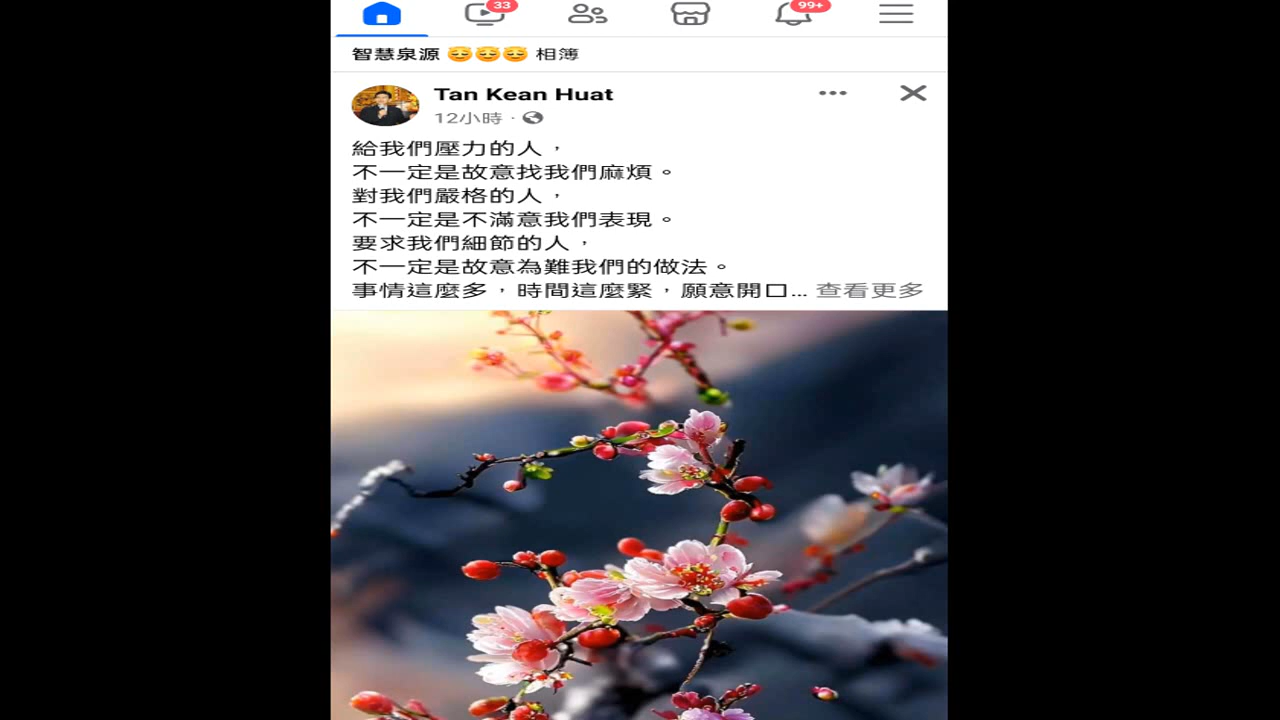 33
99+
智慧泉源 😌😌😌 相簿
Tan Kean Huat
12小時 ·
給我們壓力的人，
不一定是故意找我們麻煩。
對我們嚴格的人，
不一定是不滿意我們表現。
要求我們細節的人，
不一定是故意為難我們的做法。
事情這麼多，時間這麼緊，願意開口... 查看更多